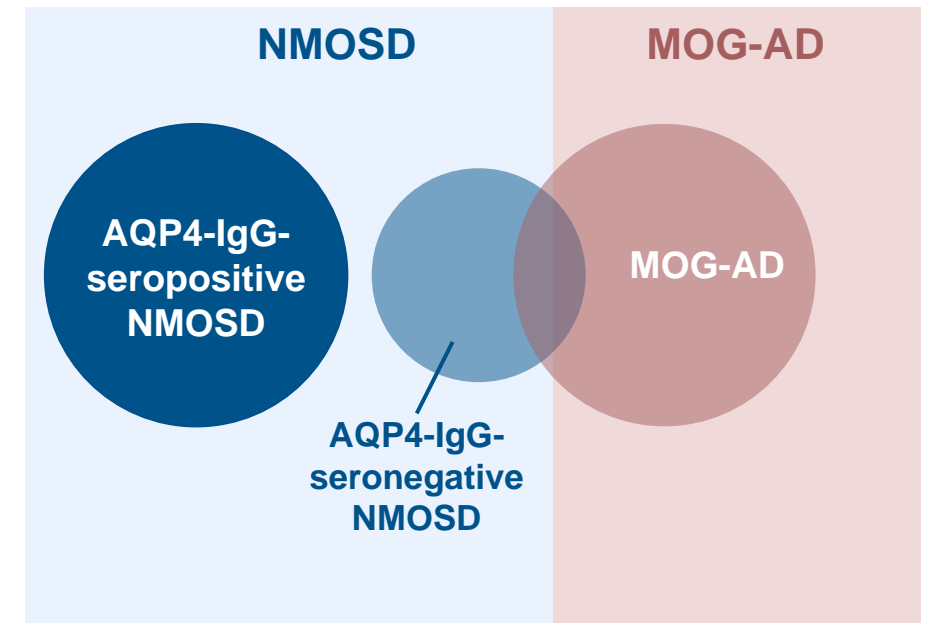 NMOSD
MOG-AD
AQP4-IgG-
seropositive
NMOSD
MOG-AD
AQP4-IgG-
seronegative
NMOSD